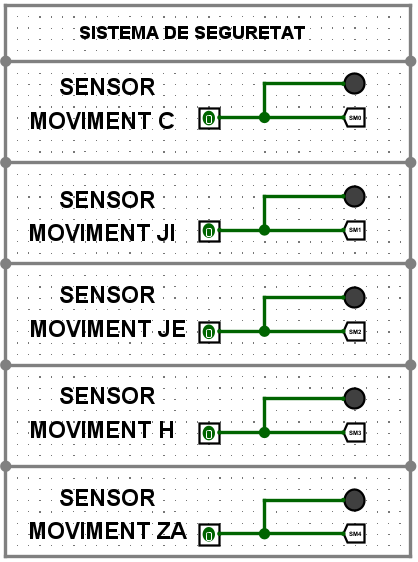 SISTEMA DE SEGURETAT
SENSOR
MOVIMENT C
0
SM0
SENSOR
MOVIMENT JI
0
SM1
SENSOR
MOVIMENT JE
0
SM2
SENSOR
MOVIMENT H
0
SM3
SENSOR
MOVIMENT ZA
0
SM4